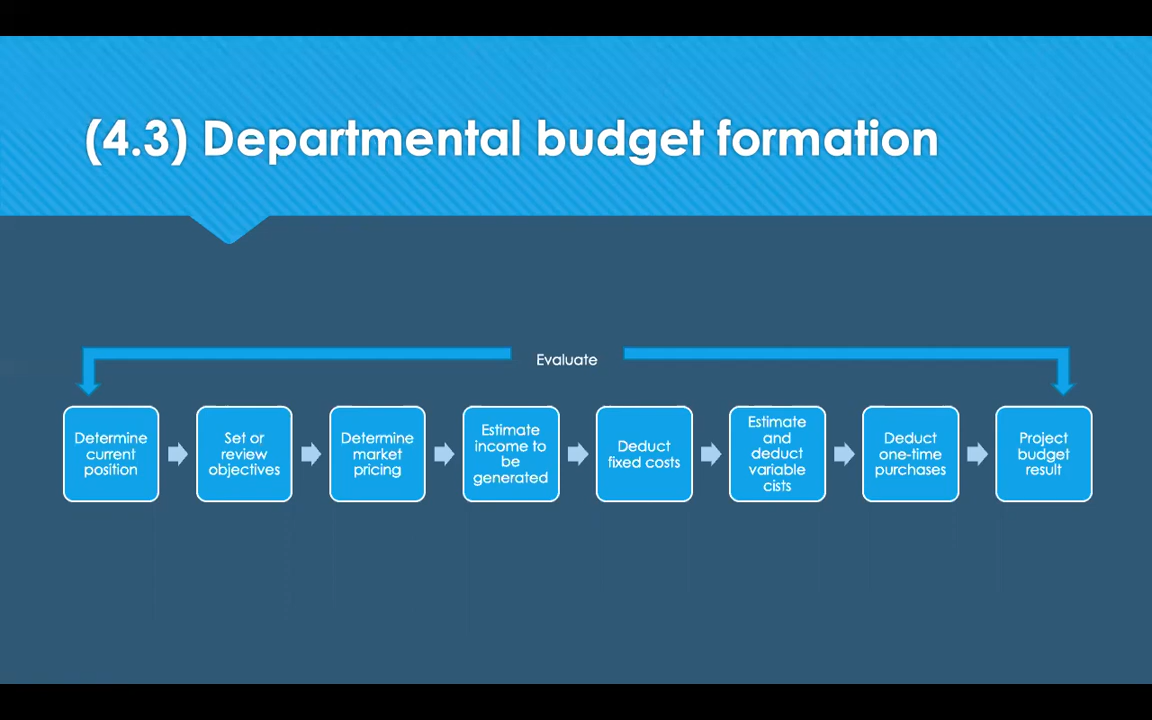 (4.3) Departmental budget formation
Evaluate
Determine
current
position
Set or
review
objectives
Determine
market
pricing
Estimate
income to
be
generated
Deduct
fixed costs
Estimate
and
deduct
variable
cists
Deduct
one-time
purchases
Project
budget
result